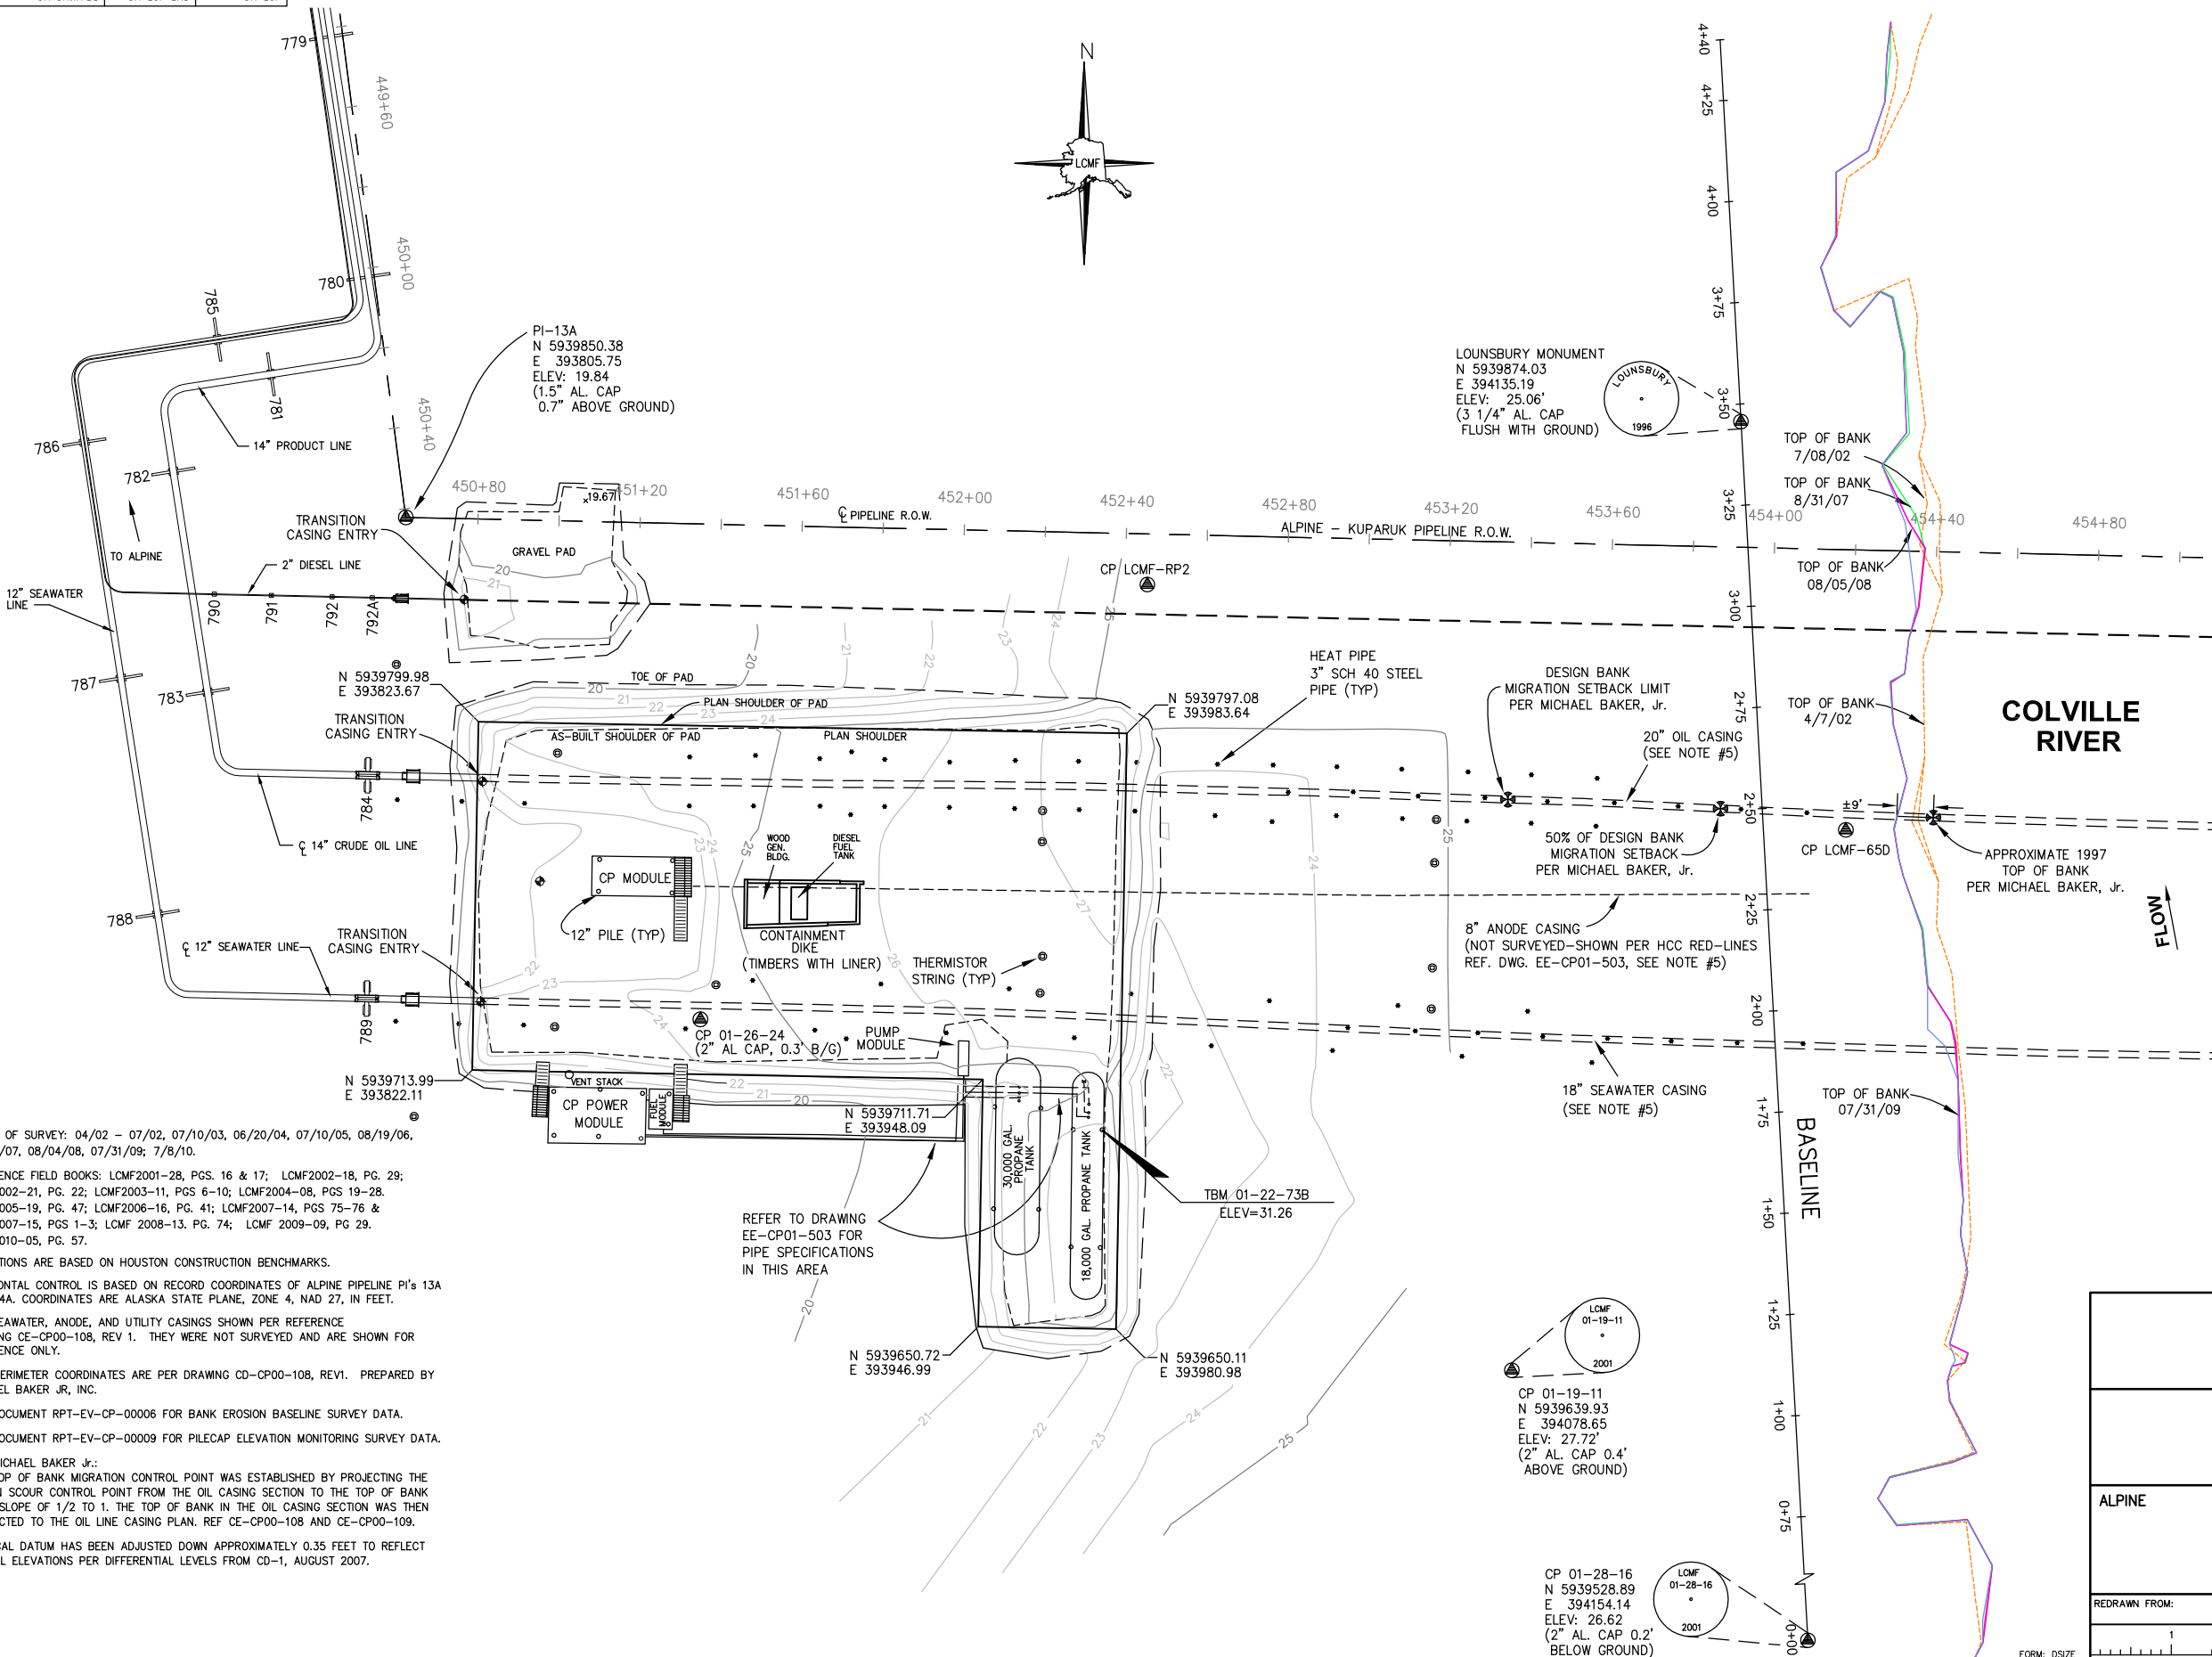 779
449+60
450+00
780
785
781
450+40
786
782
14" PRODUCT LINE
TO ALPINE
2" DIESEL LINE
12" SEAWATER
LINE
790
791
792
792A
787
783
784
℄ 14" CRUDE OIL LINE
788
℄ 12" SEAWATER LINE
789
N
LCMF
PI-13A
N 5939850.38
E 393805.75
ELEV: 19.84
(1.5" AL. CAP
0.7" ABOVE GROUND)
TRANSITION
CASING ENTRY
450+80
451+20
451+60
452+00
452+40
452+80
453+20
453+60
454+00
454+40
454+80
×19.67
GRAVEL PAD
20
21
℄ PIPELINE R.O.W.
ALPINE - KUPARUK PIPELINE R.O.W.
CP LCMF-RP2
LOUNSBURY MONUMENT
N 5939874.03
E 394135.19
ELEV: 25.06'
(3 1/4" AL. CAP
FLUSH WITH GROUND)
LOUNSBURY
1996
4+40
4+25
4+00
3+75
3+50
3+25
3+00
2+75
2+50
2+25
2+00
1+75
1+50
1+25
1+00
0+75
0+00
BASELINE
TOP OF BANK
7/08/02
TOP OF BANK
8/31/07
TOP OF BANK
08/05/08
TOP OF BANK
4/7/02
COLVILLE
RIVER
FLOW
±9'
CP LCMF-65D
APPROXIMATE 1997
TOP OF BANK
PER MICHAEL BAKER, Jr.
TOP OF BANK
07/31/09
N 5939799.98
E 393823.67
TRANSITION
CASING ENTRY
TOE OF PAD
PLAN SHOULDER OF PAD
AS-BUILT SHOULDER OF PAD
PLAN SHOULDER
20
21
22
23
24
20
21
22
23
24
25
N 5939797.08
E 393983.64
HEAT PIPE
3" SCH 40 STEEL
PIPE (TYP)
DESIGN BANK
MIGRATION SETBACK LIMIT
PER MICHAEL BAKER, Jr.
20" OIL CASING
(SEE NOTE #5)
50% OF DESIGN BANK
MIGRATION SETBACK
PER MICHAEL BAKER, Jr.
8" ANODE CASING
(NOT SURVEYED-SHOWN PER HCC RED-LINES
REF. DWG. EE-CP01-503, SEE NOTE #5)
18" SEAWATER CASING
(SEE NOTE #5)
WOOD
GEN.
BLDG.
DIESEL
FUEL
TANK
CP MODULE
12" PILE (TYP)
CONTAINMENT
DIKE
(TIMBERS WITH LINER)
THERMISTOR
STRING (TYP)
TRANSITION
CASING ENTRY
23
24
25
26
27
24
25
22
23
24
22
CP 01-26-24
(2" AL CAP, 0.3' B/G)
PUMP
MODULE
N 5939713.99
E 393822.11
VENT STACK
CP POWER
MODULE
FUEL
MODULE
22
21
20
N 5939711.71
E 393948.09
30,000 GAL.
PROPANE
TANK
18,000 GAL. PROPANE TANK
TBM 01-22-73B
ELEV=31.26
REFER TO DRAWING
EE-CP01-503 FOR
PIPE SPECIFICATIONS
IN THIS AREA
20
N 5939650.72
E 393946.99
N 5939650.11
E 393980.98
21
22
23
24
25
LCMF
01-19-11
2001
CP 01-19-11
N 5939639.93
E 394078.65
ELEV: 27.72'
(2" AL. CAP 0.4'
ABOVE GROUND)
CP 01-28-16
N 5939528.89
E 394154.14
ELEV: 26.62
(2" AL. CAP 0.2'
BELOW GROUND)
LCMF
01-28-16
2001
OF SURVEY: 04/02 - 07/02, 07/10/03, 06/20/04, 07/10/05, 08/19/06,
/07, 08/04/08, 07/31/09; 7/8/10.
ENCE FIELD BOOKS: LCMF2001-28, PGS. 16 & 17; LCMF2002-18, PG. 29;
002-21, PG. 22; LCMF2003-11, PGS 6-10; LCMF2004-08, PGS 19-28.
005-19, PG. 47; LCMF2006-16, PG. 41; LCMF2007-14, PGS 75-76 &
007-15, PGS 1-3; LCMF 2008-13. PG. 74; LCMF 2009-09, PG 29.
010-05, PG. 57.
TIONS ARE BASED ON HOUSTON CONSTRUCTION BENCHMARKS.
ONTAL CONTROL IS BASED ON RECORD COORDINATES OF ALPINE PIPELINE PI's 13A
4A. COORDINATES ARE ALASKA STATE PLANE, ZONE 4, NAD 27, IN FEET.
EAWATER, ANODE, AND UTILITY CASINGS SHOWN PER REFERENCE
NG CE-CP00-108, REV 1. THEY WERE NOT SURVEYED AND ARE SHOWN FOR
ENCE ONLY.
ERIMETER COORDINATES ARE PER DRAWING CD-CP00-108, REV1. PREPARED BY
EL BAKER JR, INC.
OCUMENT RPT-EV-CP-00006 FOR BANK EROSION BASELINE SURVEY DATA.
OCUMENT RPT-EV-CP-00009 FOR PILECAP ELEVATION MONITORING SURVEY DATA.
ICHAEL BAKER Jr.:
OP OF BANK MIGRATION CONTROL POINT WAS ESTABLISHED BY PROJECTING THE
N SCOUR CONTROL POINT FROM THE OIL CASING SECTION TO THE TOP OF BANK
SLOPE OF 1/2 TO 1. THE TOP OF BANK IN THE OIL CASING SECTION WAS THEN
CTED TO THE OIL LINE CASING PLAN. REF CE-CP00-108 AND CE-CP00-109.
CAL DATUM HAS BEEN ADJUSTED DOWN APPROXIMATELY 0.35 FEET TO REFLECT
L ELEVATIONS PER DIFFERENTIAL LEVELS FROM CD-1, AUGUST 2007.
ALPINE
REDRAWN FROM:
1
FORM: DSIZE